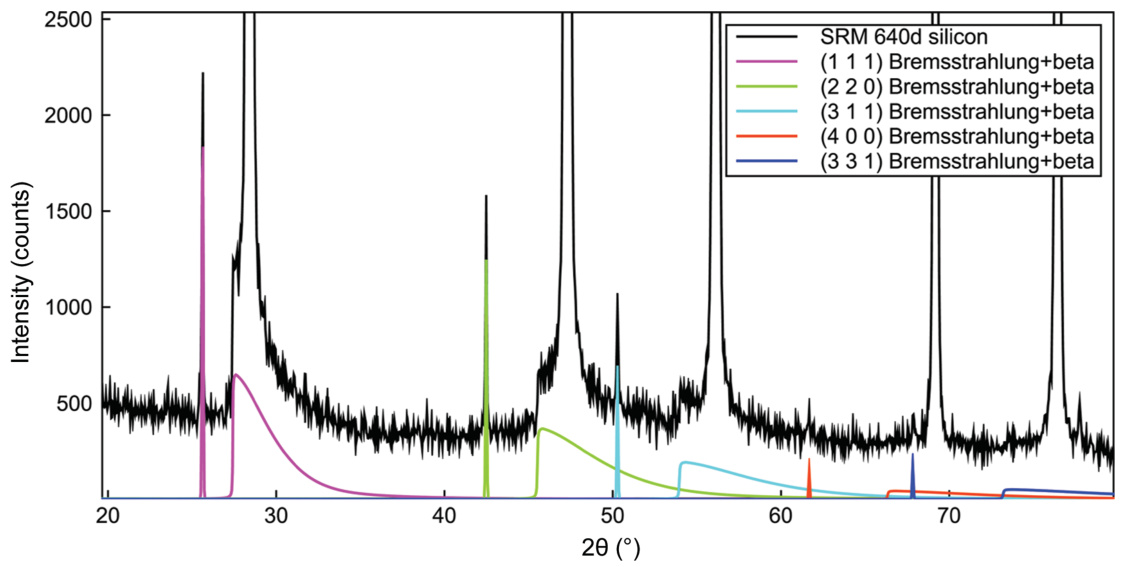 2500
2000
1500
1000
500
Intensity (counts)
SRM 640d silicon
(1 1 1) Bremsstrahlung+beta
(2 2 0) Bremsstrahlung+beta
(3 1 1) Bremsstrahlung+beta
(4 0 0) Bremsstrahlung+beta
(3 3 1) Bremsstrahlung+beta
20 30 40 50 60 70
2θ (°)